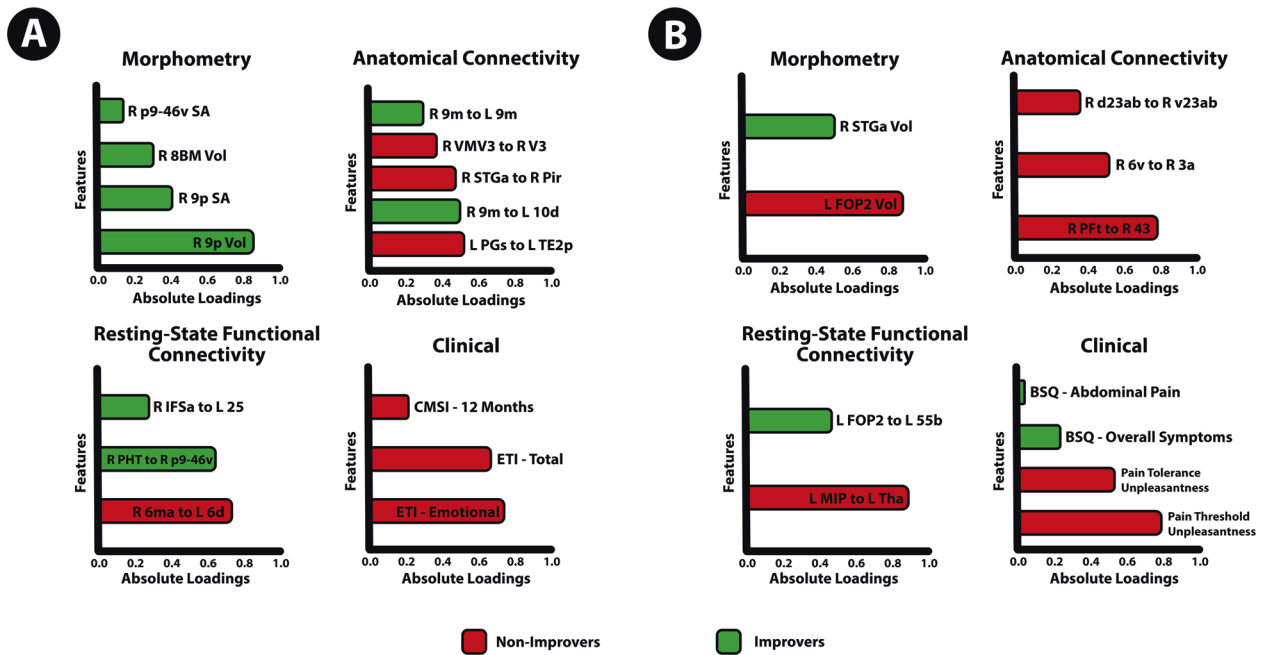 A
Morphometry
Features
R p9-46v SA
R 8BM Vol
R 9p SA
R 9p Vol
0.0 0.2 0.4 0.6 0.8 1.0
Absolute Loadings
Anatomical Connectivity
Features
R 9m to L 9m
R VMV3 to R V3
R STGa to R Pir
R 9m to L 10d
L PGs to L TE2p
0.0 0.2 0.4 0.6 0.8 1.0
Absolute Loadings
Resting-State Functional
Connectivity
Features
R IFSa to L 25
R PHT to R p9-46v
R 6ma to L 6d
0.0 0.2 0.4 0.6 0.8 1.0
Absolute Loadings
Clinical
Features
CMSI - 12 Months
ETI - Total
ETI - Emotional
0.0 0.2 0.4 0.6 0.8 1.0
Absolute Loadings
B
Morphometry
Features
R STGa Vol
L FOP2 Vol
0.0 0.2 0.4 0.6 0.8 1.0
Absolute Loadings
Anatomical Connectivity
Features
R d23ab to R v23ab
R 6v to R 3a
R PFt to R 43
0.0 0.2 0.4 0.6 0.8 1.0
Absolute Loadings
Resting-State Functional
Connectivity
Features
L FOP2 to L 55b
L MIP to L Tha
0.0 0.2 0.4 0.6 0.8 1.0
Absolute Loadings
Clinical
Features
BSQ - Abdominal Pain
BSQ - Overall Symptoms
Pain Tolerance
Unpleasantness
Pain Threshold
Unpleasantness
0.0 0.2 0.4 0.6 0.8 1.0
Absolute Loadings
Non-Improvers
Improvers